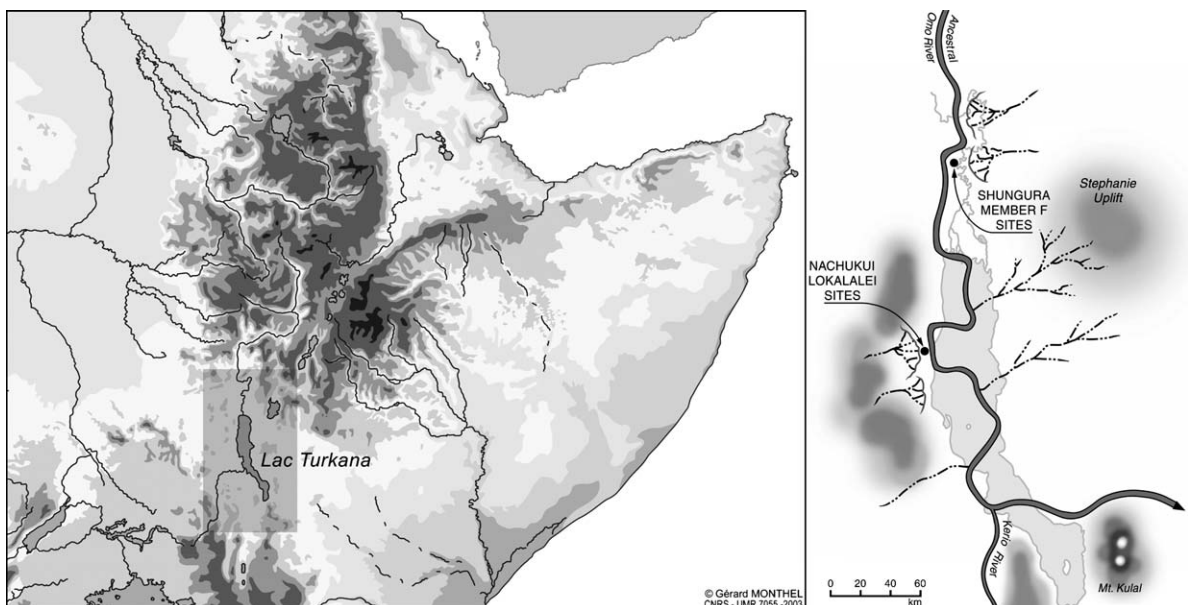 Lac Turkana
© Gérard MONTHEL
CNRS - UMR 7055 -2003
Ancestral
Omo River
Stephanie
Uplift
SHUNGURA
MEMBER F
SITES
NACHUKUI
LOKALALEI
SITES
Kerio River
Mt. Kulal
0 20 40 60
km